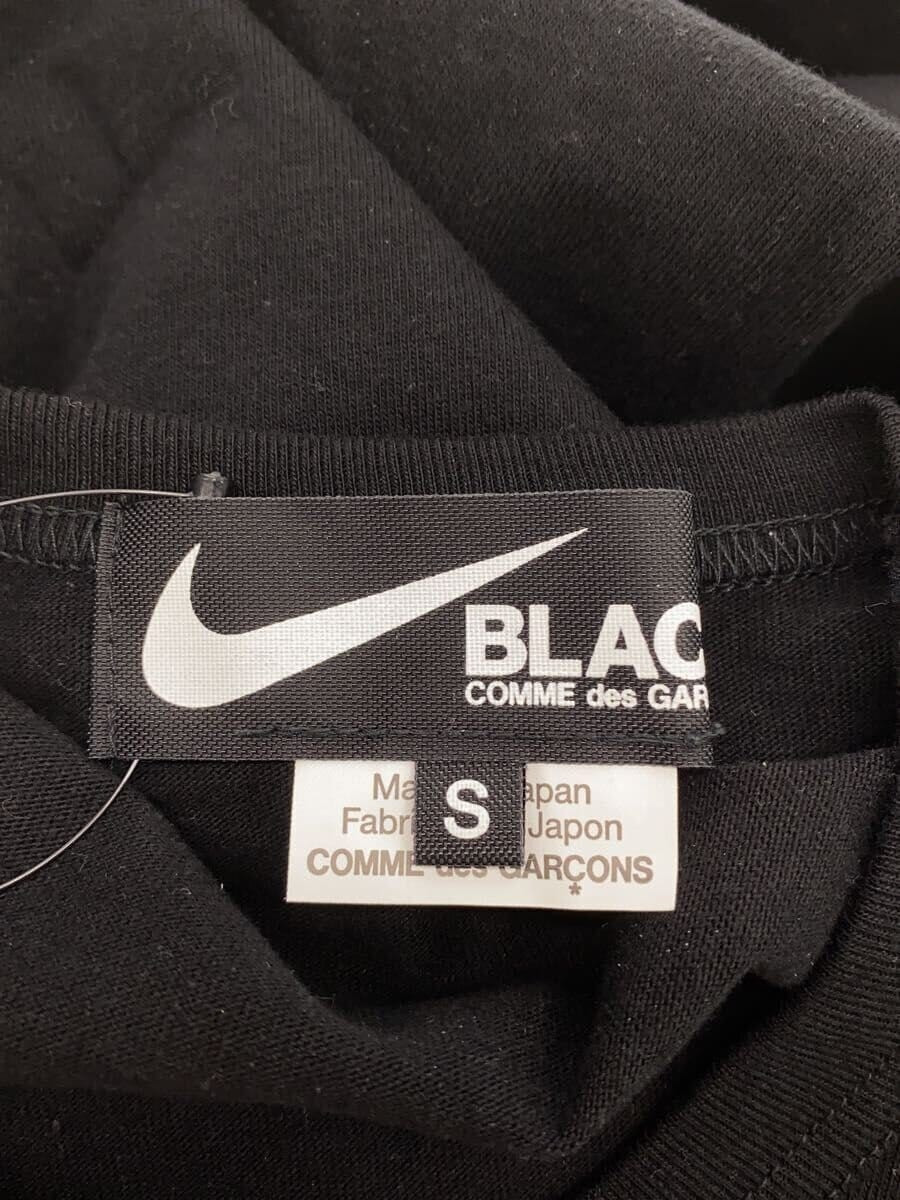 BLAC
COMME des GAR
S
Ma apan
Fabri Japon
COMME des GARÇONS
*